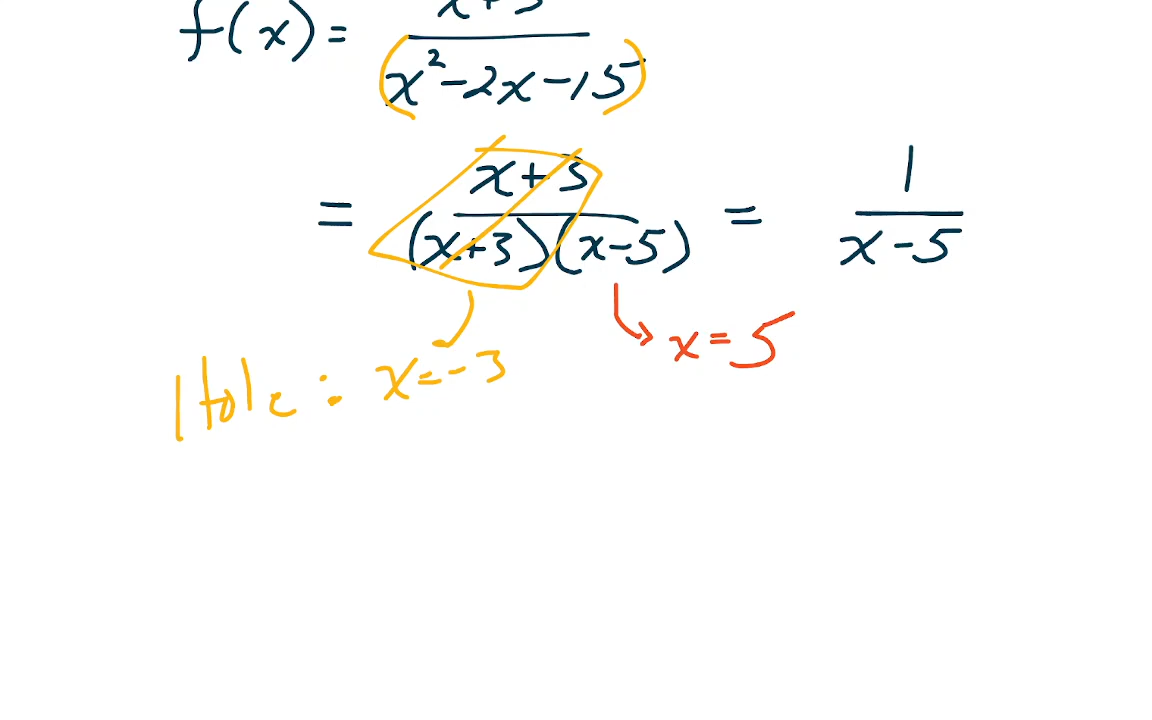 f(x) = x+3
x²-2x-15
= x+3 / (x+3)(x-5) = 1 / x-5
x = 5
Hole : x=-3